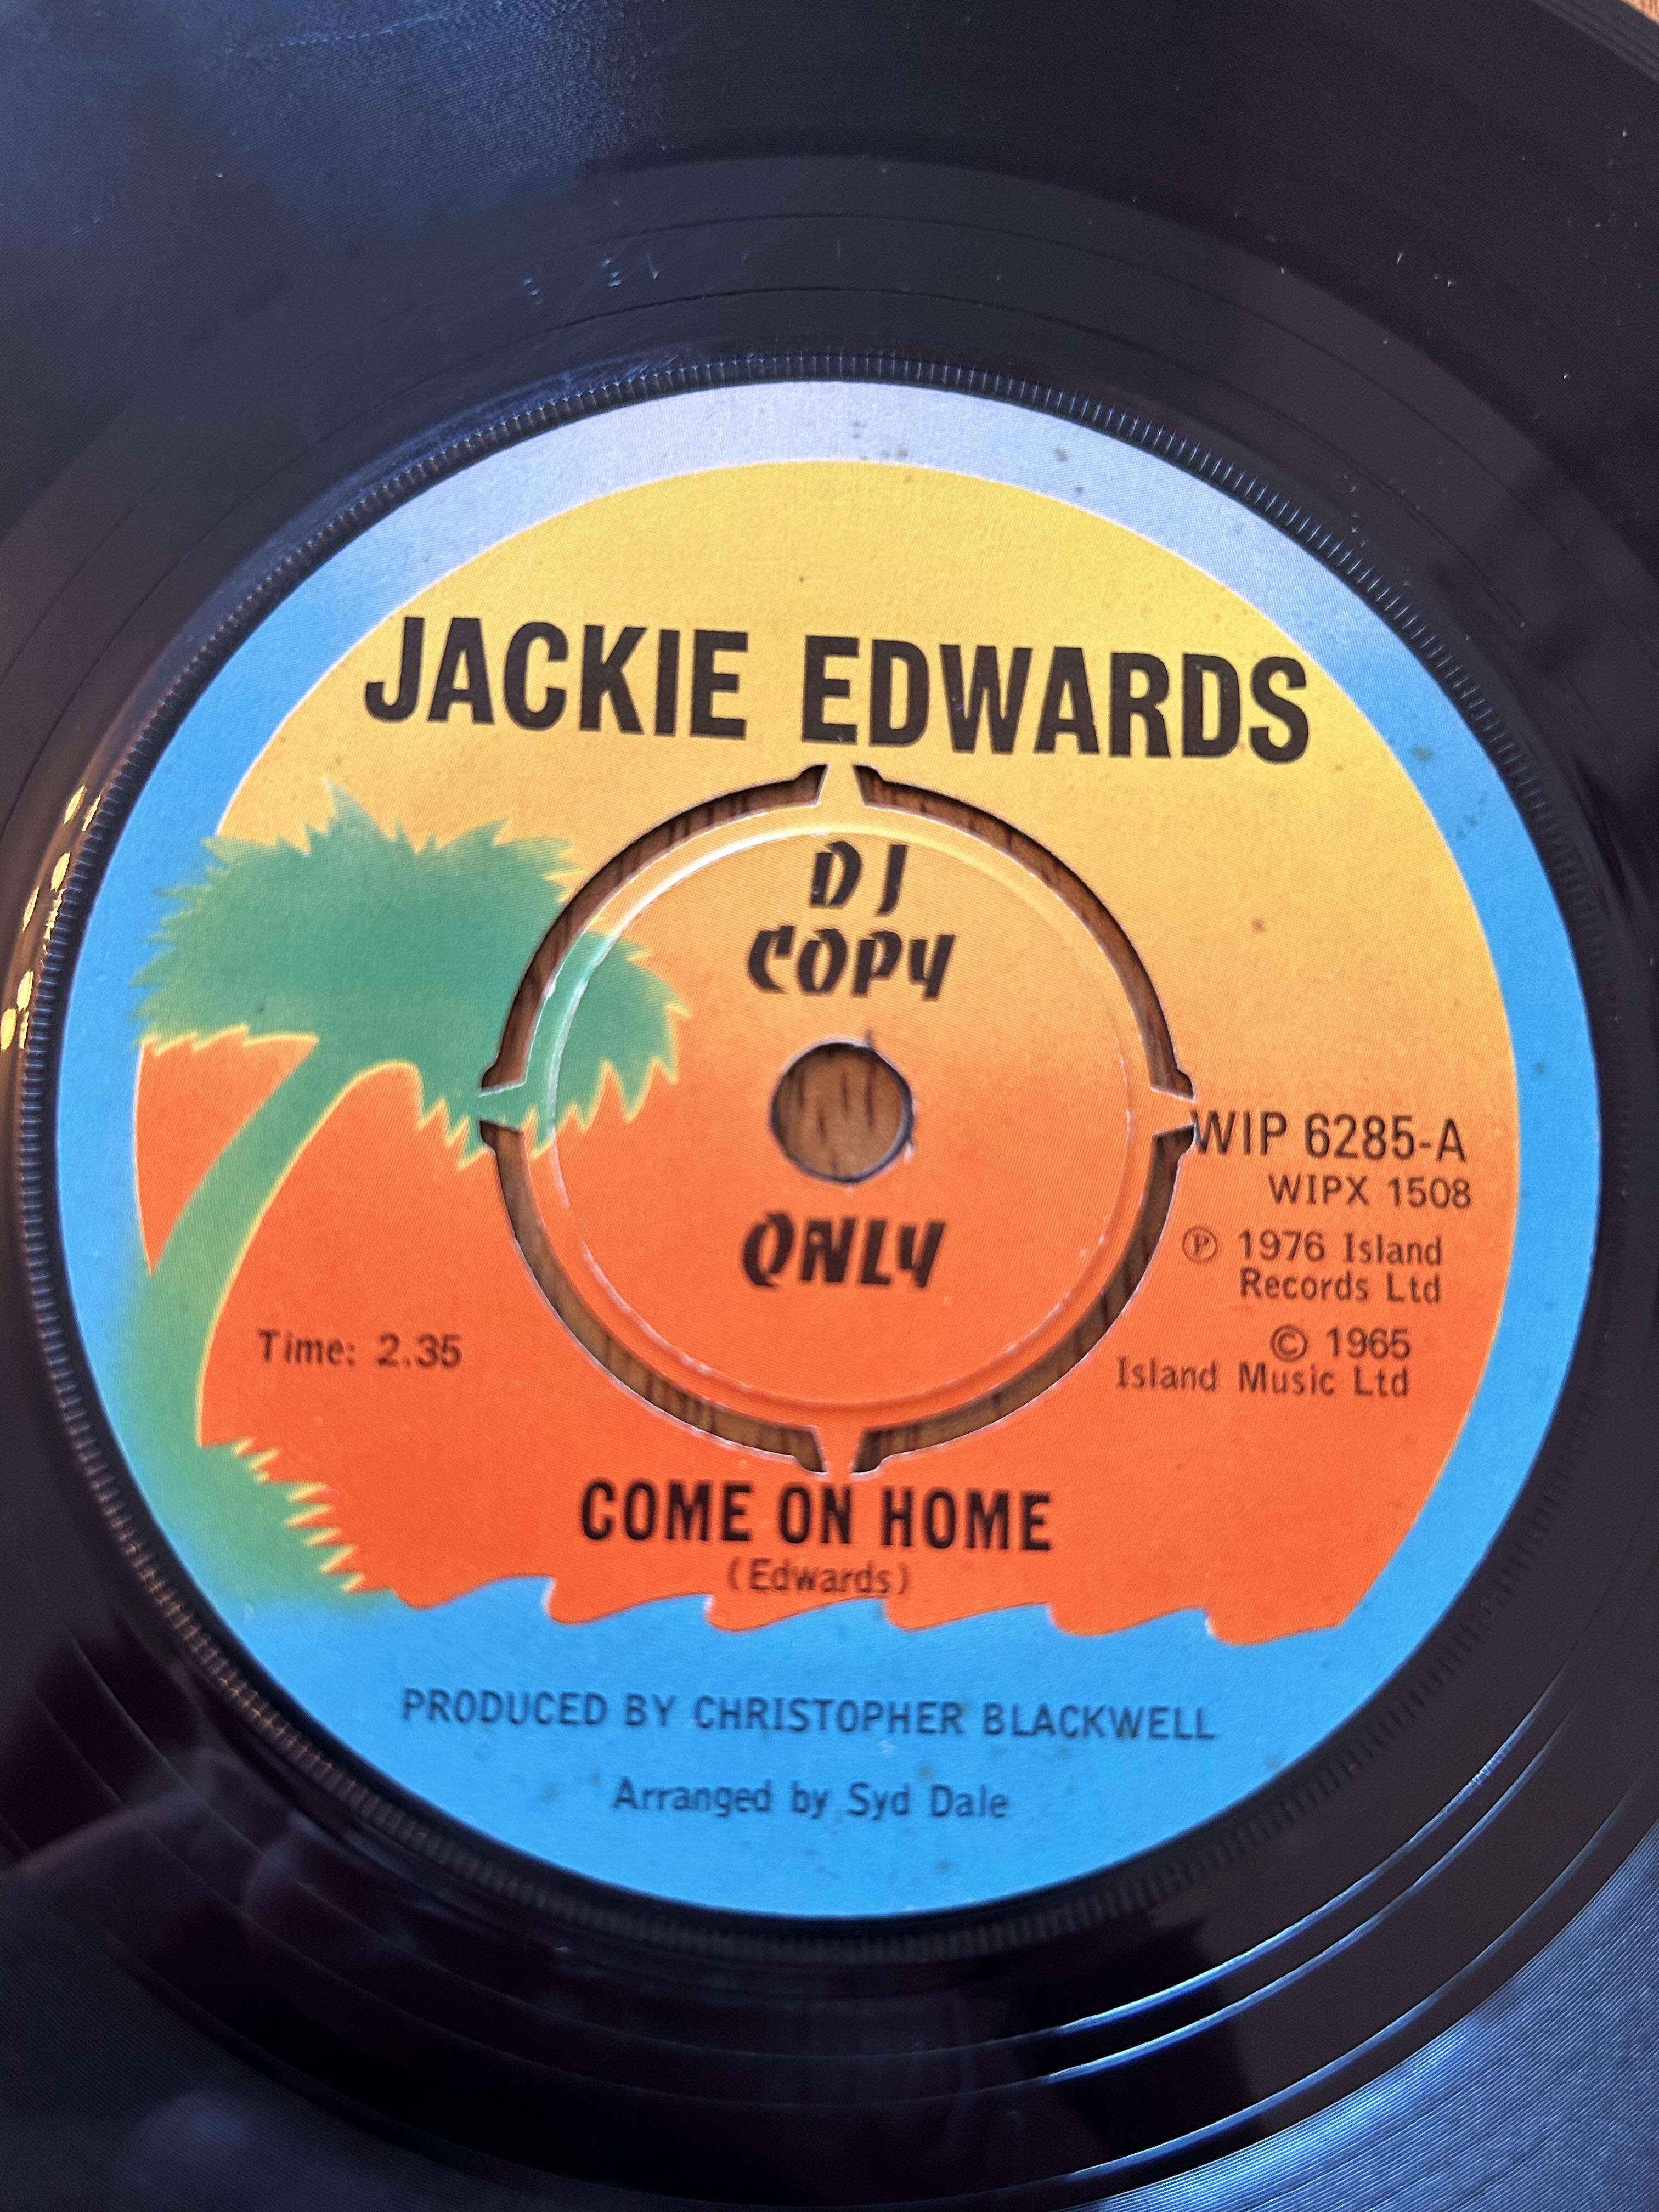 JACKIE EDWARDS
DJ
COPY
ONLY
WIP 6285-A
WIPX 1508
Ⓟ 1976 Island
Records Ltd
© 1965
Island Music Ltd
Time: 2.35
COME ON HOME
(Edwards)
PRODUCED BY CHRISTOPHER BLACKWELL
Arranged by Syd Dale